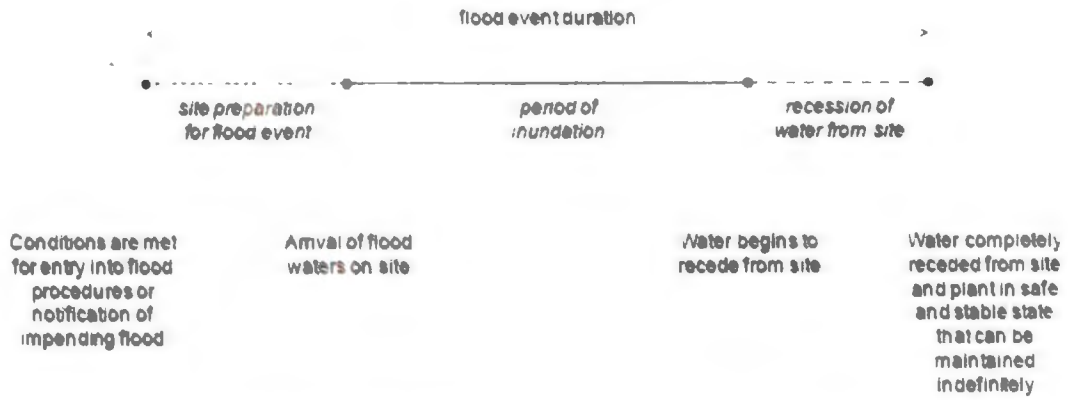 flood event duration
site preparation
for flood event
period of
inundation
recession of
water from site
Conditions are met
for entry into flood
procedures or
notification of
impending flood
Arrival of flood
waters on site
Water begins to
recede from site
Water completely
receded from site
and plant in safe
and stable state
that can be
maintained
indefinitely